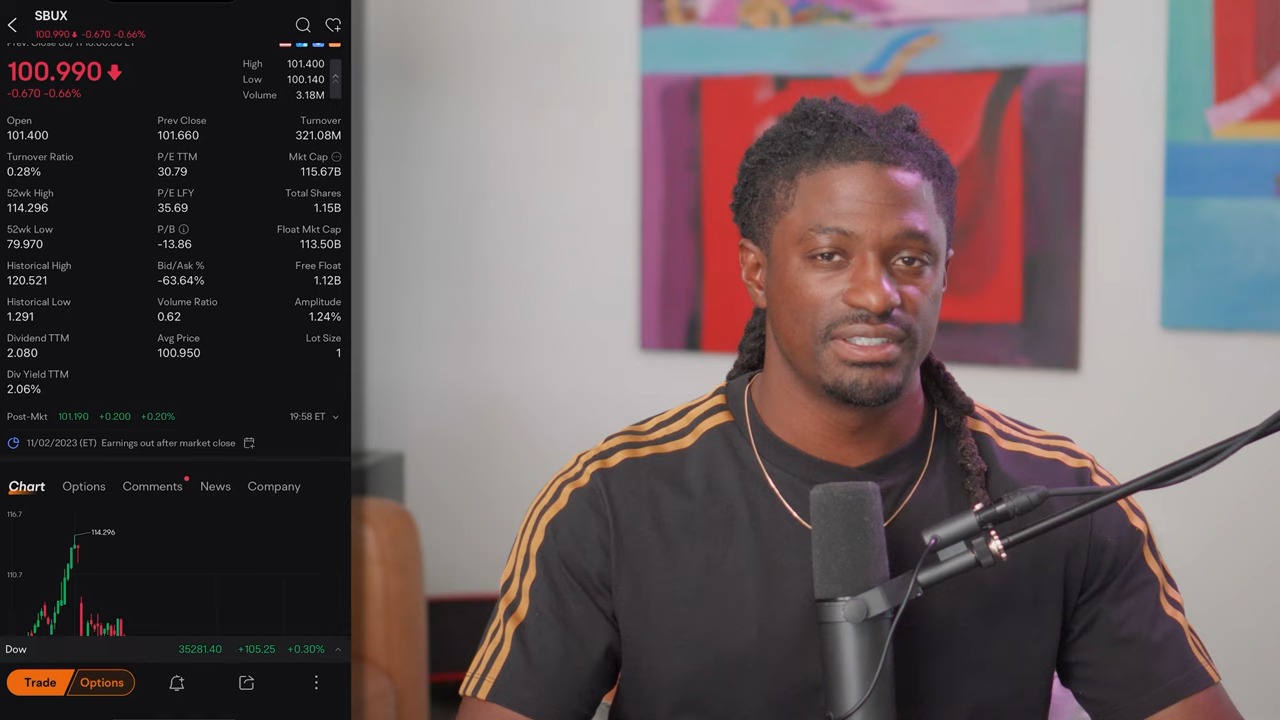 SBUX
100.990 -0.670 -0.66%
100.990
-0.670 -0.66%
High 101.400
Low 100.140
Volume 3.18M
Open Prev Close Turnover
101.400 101.660 321.08M
Turnover Ratio P/E TTM Mkt Cap
0.28% 30.79 115.67B
52wk High P/E LFY Total Shares
114.296 35.69 1.15B
52wk Low P/B Float Mkt Cap
79.970 -13.86 113.50B
Historical High Bid/Ask % Free Float
120.521 -63.64% 1.12B
Historical Low Volume Ratio Amplitude
1.291 0.62 1.24%
Dividend TTM Avg Price Lot Size
2.080 100.950 1
Div Yield TTM
2.06%
Post-Mkt 101.190 +0.200 +0.20% 19:58 ET
11/02/2023 (ET) Earnings out after market close
Chart Options Comments News Company
116.7
114.296
110.7
Dow 35281.40 +105.25 +0.30%
Trade Options